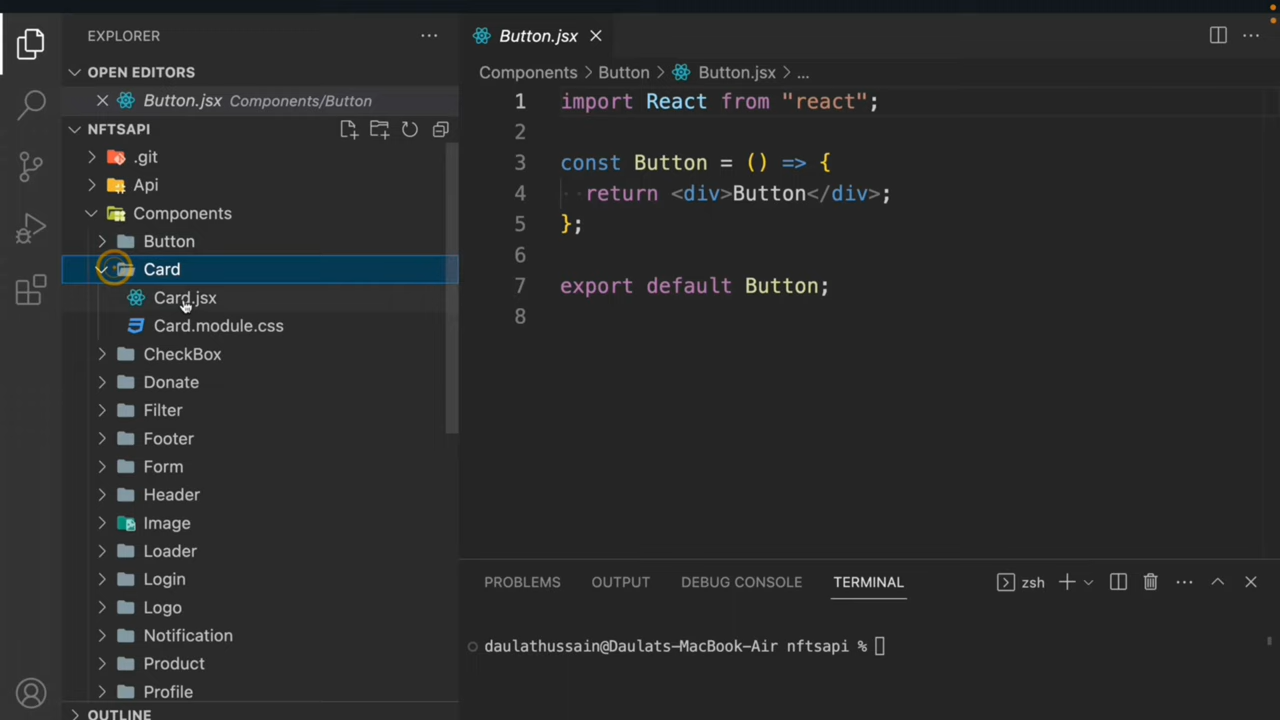 EXPLORER
OPEN EDITORS
Button.jsx Components/Button
NFTSAPI
.git
Api
Components
Button
Card
Card.jsx
Card.module.css
CheckBox
Donate
Filter
Footer
Form
Header
Image
Loader
Login
Logo
Notification
Product
Profile
OUTLINE
Button.jsx
Components > Button > Button.jsx > ...
1 import React from "react";
2
3 const Button = () => {
4 return <div>Button</div>;
5 };
6
7 export default Button;
8
PROBLEMS OUTPUT DEBUG CONSOLE TERMINAL zsh
daulathussain@Daulats-MacBook-Air nftsapi %